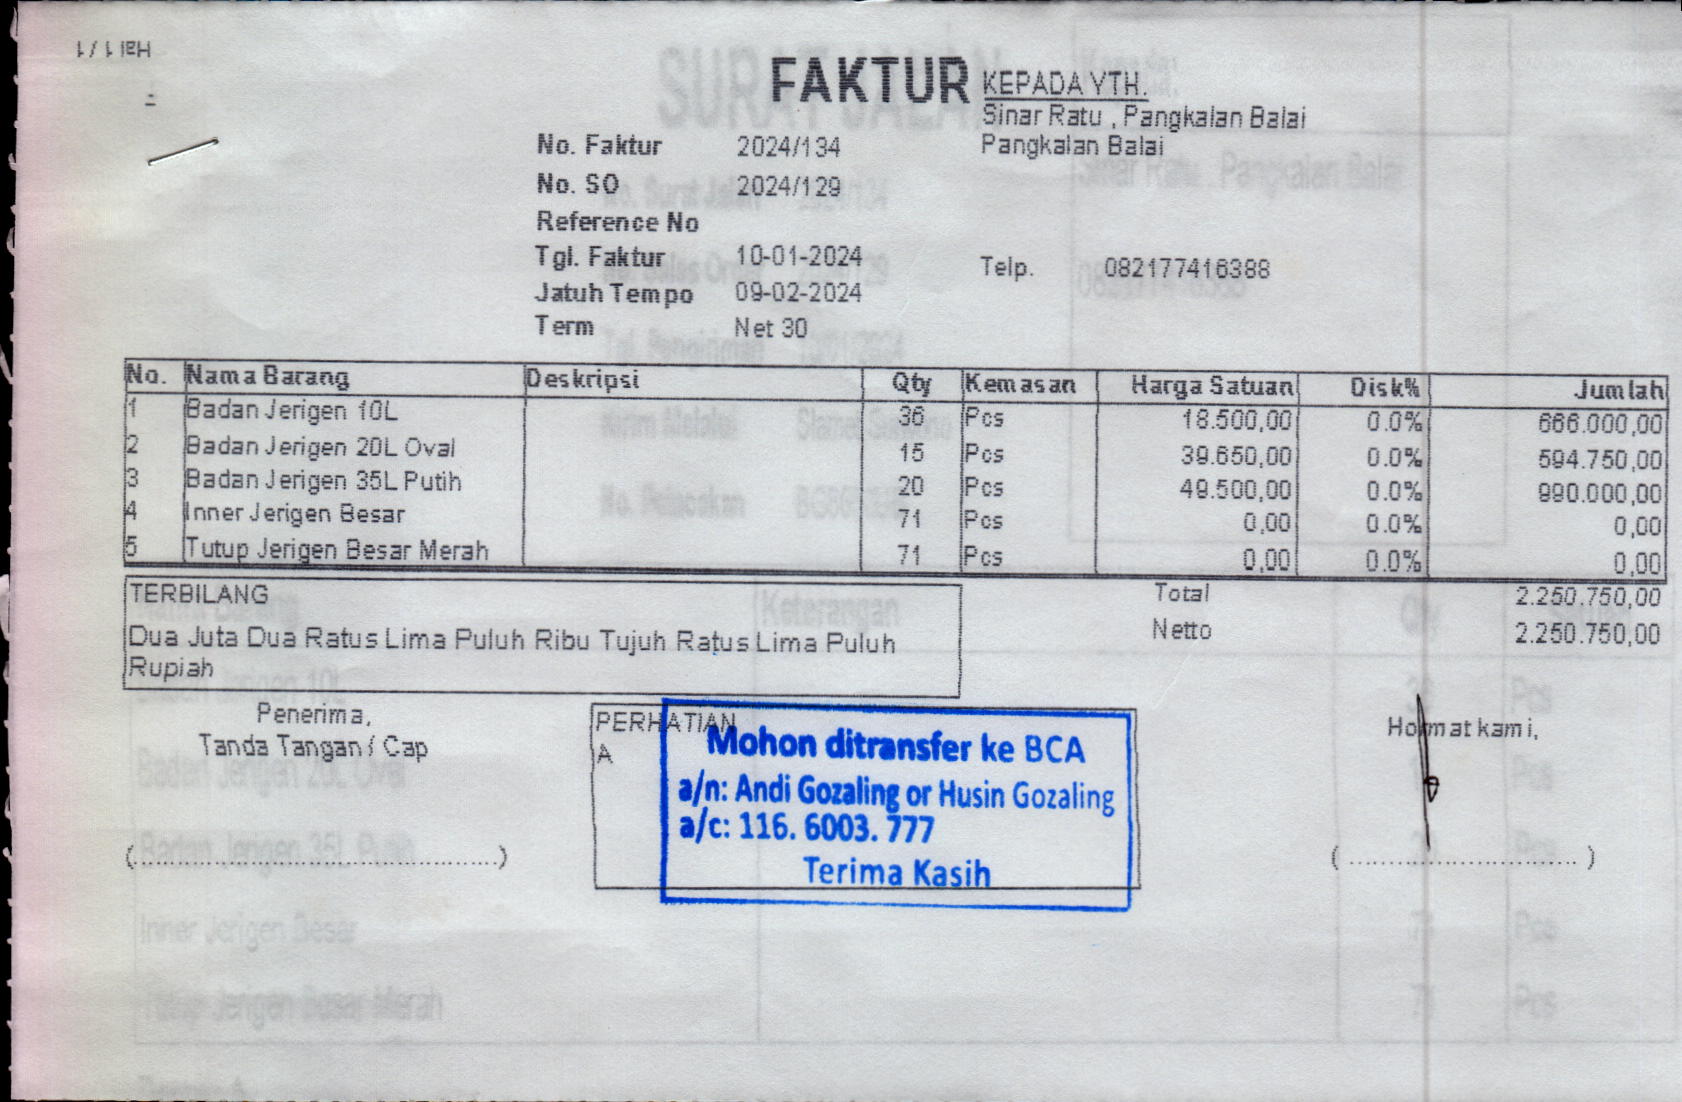 Hal 1 / 1
FAKTUR
KEPADA YTH.
Sinar Ratu , Pangkalan Balai
Pangkalan Balai
No. Faktur 2024/134
No. SO 2024/129
Reference No
Tgl. Faktur 10-01-2024
Telp. 082177416388
Jatuh Tempo 09-02-2024
Term Net 30
No. Nama Barang Deskripsi Qty Kemasan Harga Satuan Disk% Jumlah
1 Badan Jerigen 10L 36 Pcs 18.500,00 0.0% 666.000,00
2 Badan Jerigen 20L Oval 15 Pcs 39.650,00 0.0% 594.750,00
3 Badan Jerigen 35L Putih 20 Pcs 49.500,00 0.0% 990.000,00
4 Inner Jerigen Besar 71 Pcs 0,00 0.0% 0,00
5 Tutup Jerigen Besar Merah 71 Pcs 0,00 0.0% 0,00
TERBILANG
Dua Juta Dua Ratus Lima Puluh Ribu Tujuh Ratus Lima Puluh
Rupiah
Total 2.250.750,00
Netto 2.250.750,00
Penerima,
Tanda Tangan / Cap
(....................................)
PERHATIAN
A
Mohon ditransfer ke BCA
a/n: Andi Gozaling or Husin Gozaling
a/c: 116. 6003. 777
Terima Kasih
Hormat kami,
( ............................ )